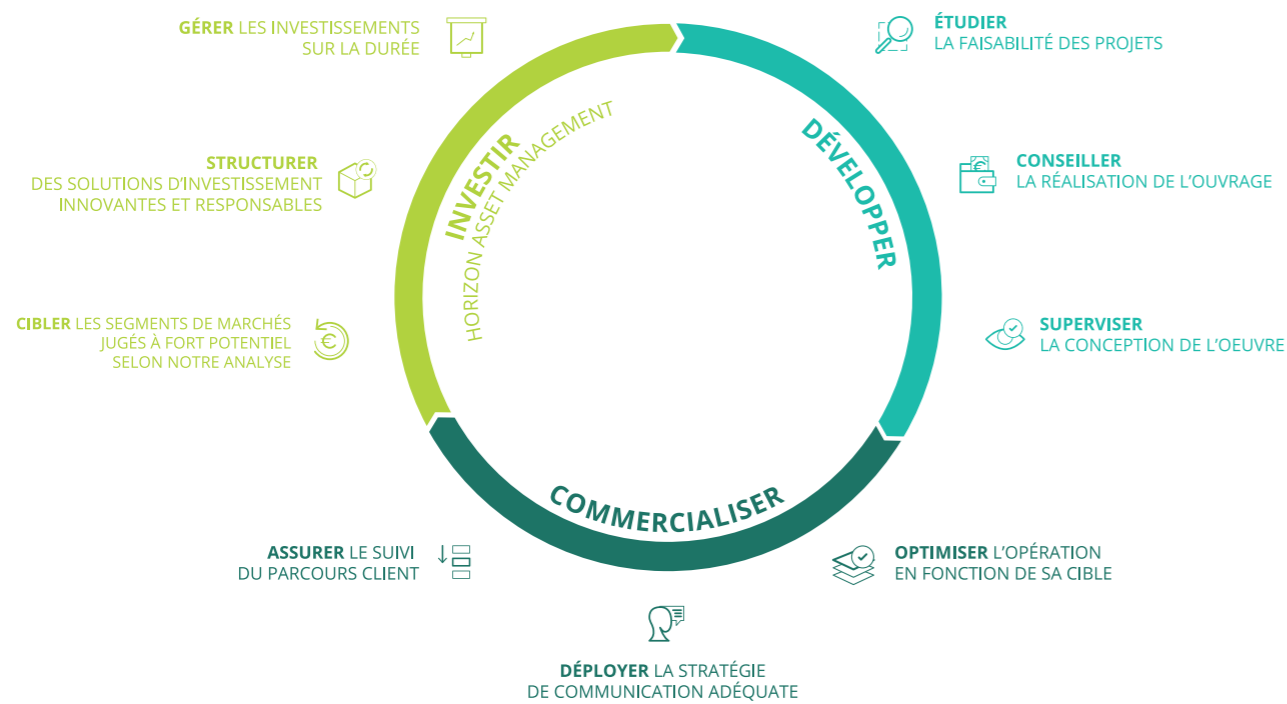 GÉRER LES INVESTISSEMENTS
SUR LA DURÉE
STRUCTURER
DES SOLUTIONS D'INVESTISSEMENT
INNOVANTES ET RESPONSABLES
CIBLER LES SEGMENTS DE MARCHÉS
JUGÉS À FORT POTENTIEL
SELON NOTRE ANALYSE
INVESTIR
HORIZON ASSET MANAGEMENT
DÉVELOPPER
ÉTUDIER
LA FAISABILITÉ DES PROJETS
CONSEILLER
LA RÉALISATION DE L'OUVRAGE
SUPERVISER
LA CONCEPTION DE L'OEUVRE
COMMERCIALISER
ASSURER LE SUIVI
DU PARCOURS CLIENT
OPTIMISER L'OPÉRATION
EN FONCTION DE SA CIBLE
DÉPLOYER LA STRATÉGIE
DE COMMUNICATION ADÉQUATE